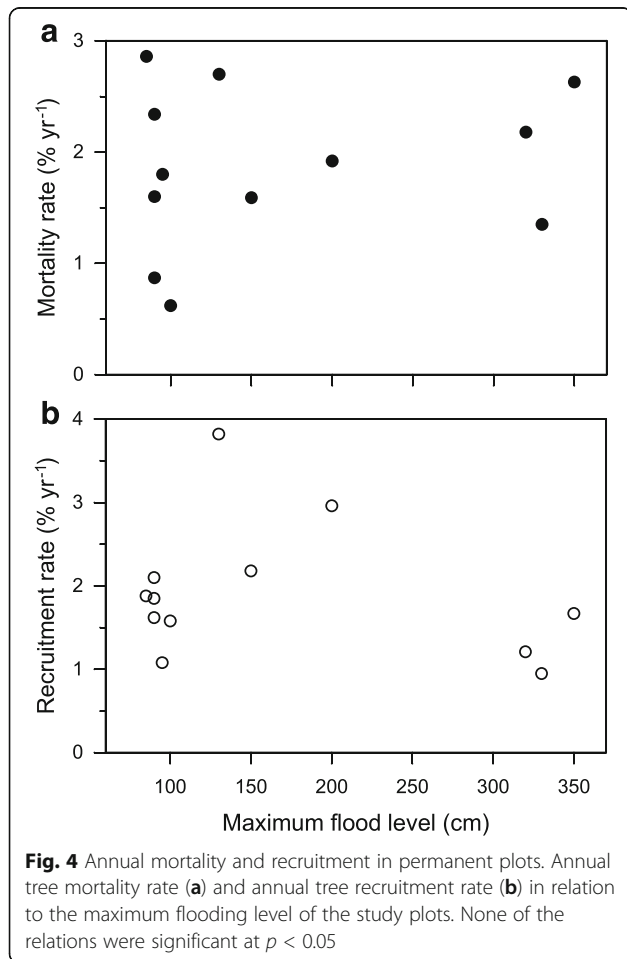 a
3
2
1
0
Mortality rate (% yr-1)
b
4
3
2
1
0
Recruitment rate (% yr-1)
100 150 200 250 300 350
Maximum flood level (cm)
Fig. 4 Annual mortality and recruitment in permanent plots. Annual
tree mortality rate (a) and annual tree recruitment rate (b) in relation
to the maximum flooding level of the study plots. None of the
relations were significant at p < 0.05